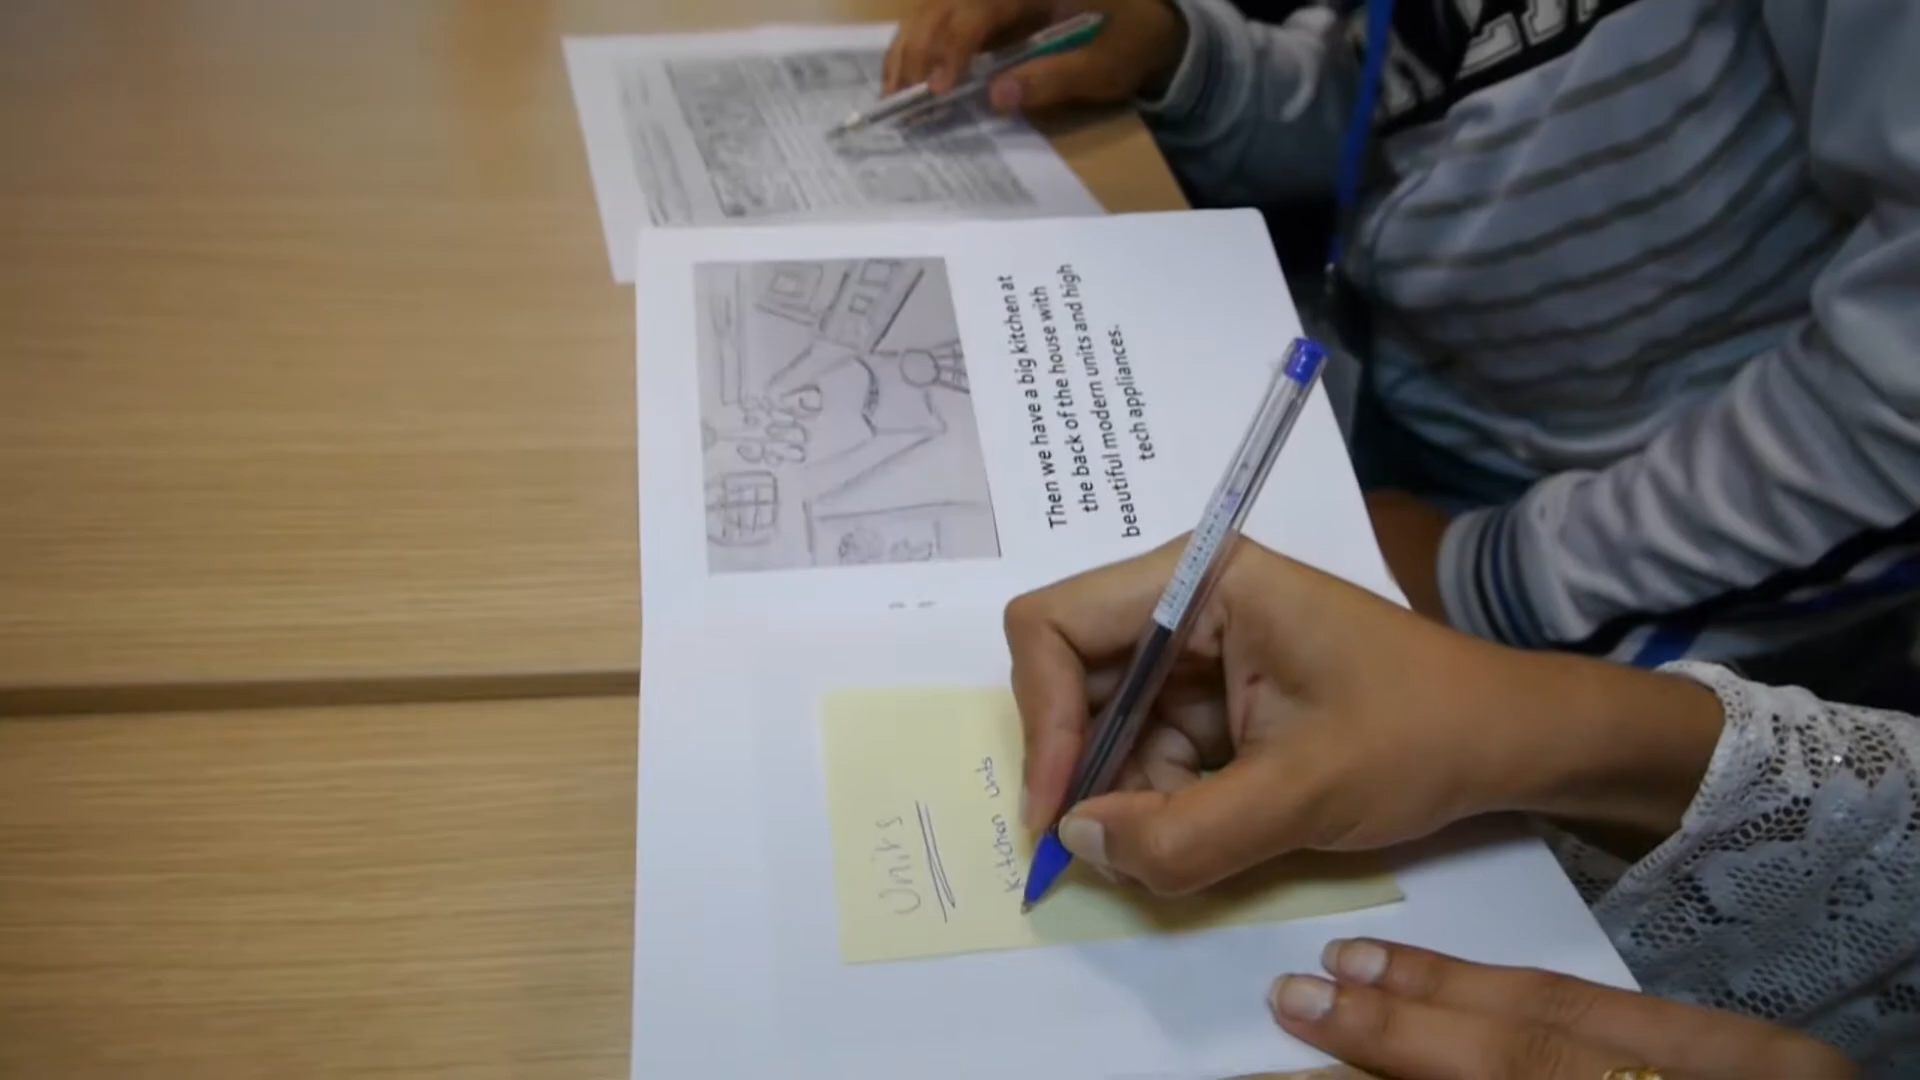 Then we have a big kitchen at
the back of the house with
beautiful modern units and high
tech appliances.
Units
Kitchen units